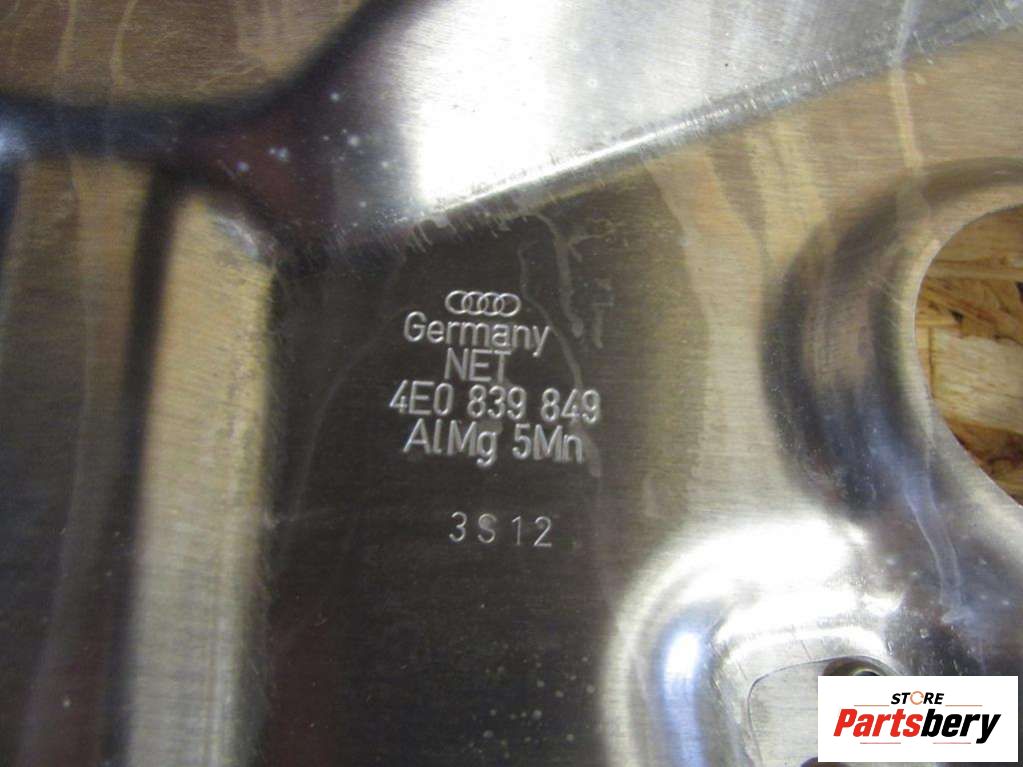 Germany
NET
4E0 839 849
AlMg 5Mn
3S12
STORE
Partsbery